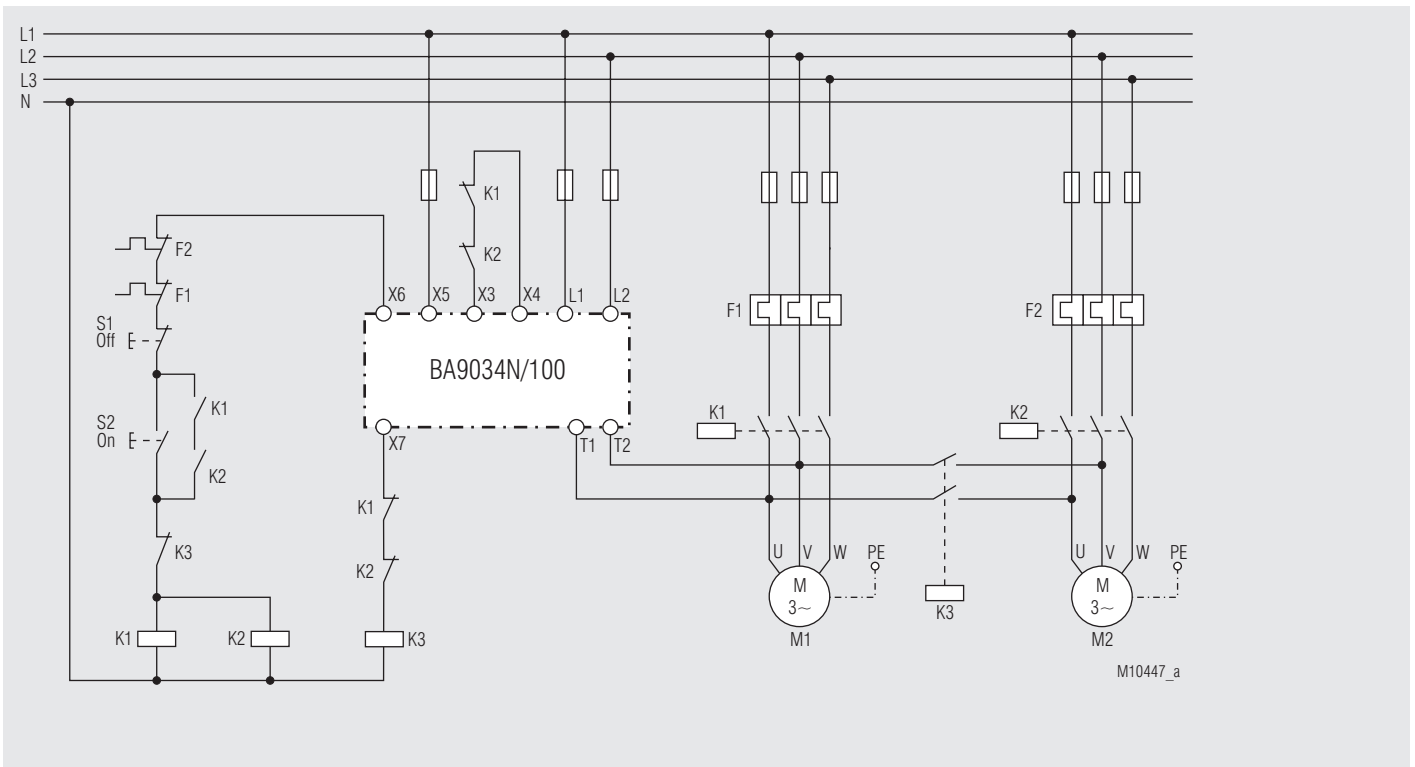 L1
L2
L3
N
K1
K2
F2
F1
X6 X5 X3 X4 L1 L2
S1
Off
BA9034N/100
F1
F2
K1
S2
On
K2
X7
T1 T2
K1
K2
K1
K3
K2
U V W PE
U V W PE
M
3~
M1
K3
M
3~
M2
K1
K2
K3
M10447_a